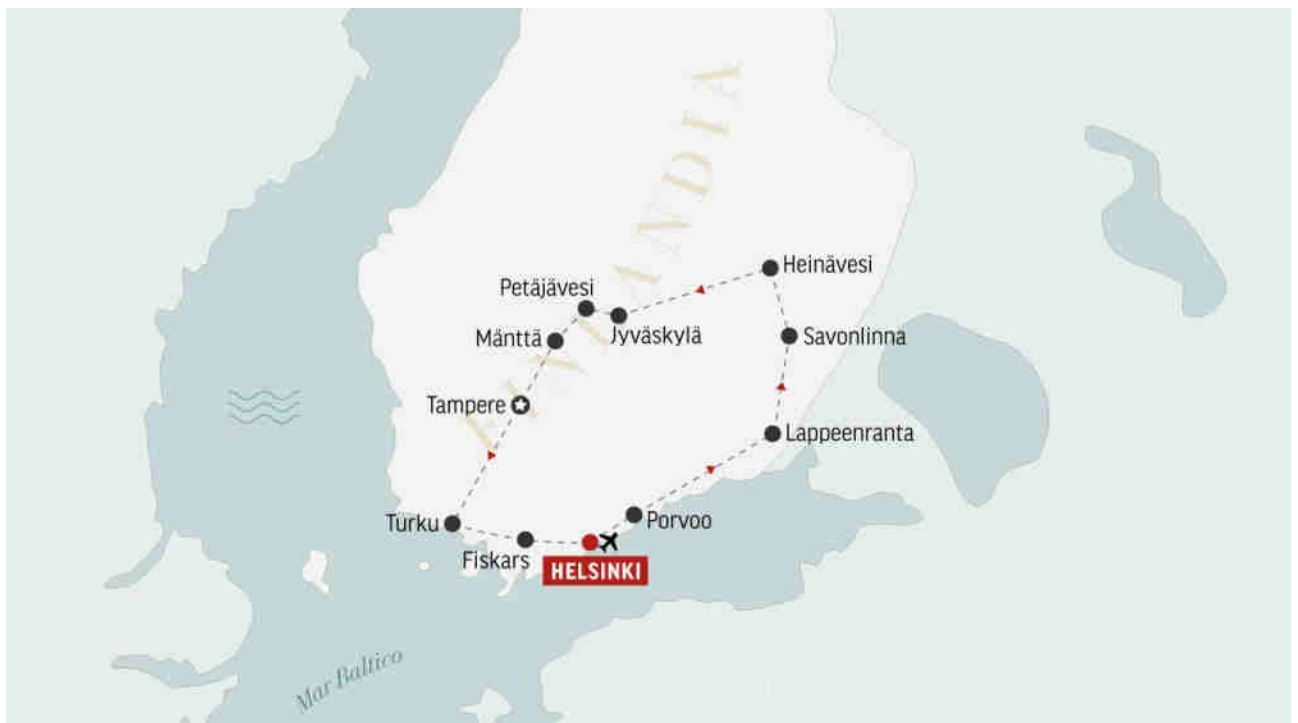 FINLANDIA
Heinävesi
Petäjävesi
Jyväskylä
Mänttä
Savonlinna
Tampere
Lappeenranta
Turku
Porvoo
Fiskars
HELSINKI
Mar Baltico